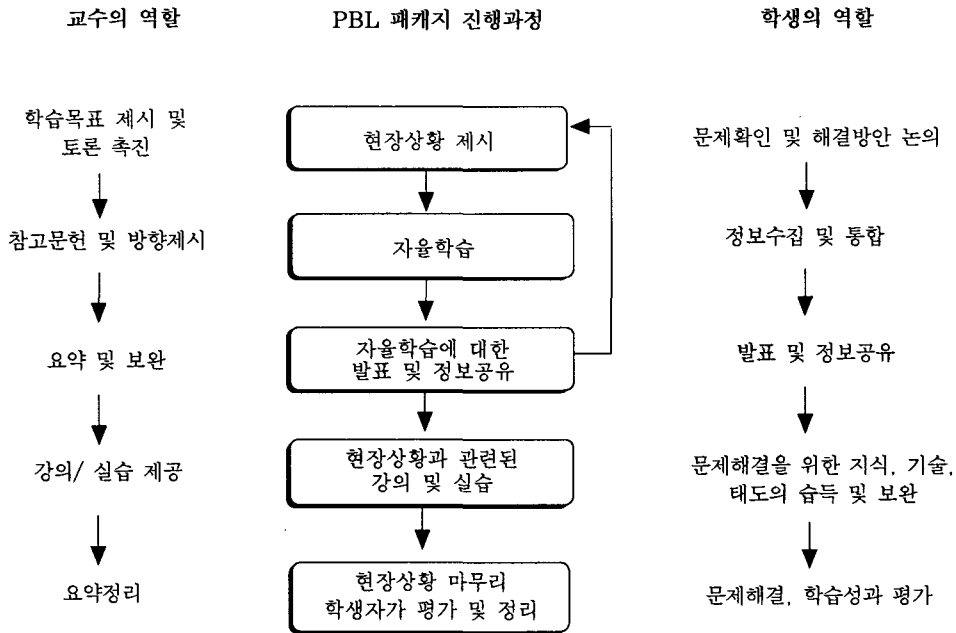 교수의 역할
PBL 패캐지 진행과정
학생의 역할
학습목표 제시 및
토론 촉진
현장상황 제시
문제확인 및 해결방안 논의
참고문헌 및 방향제시
자율학습
정보수집 및 통합
요약 및 보완
자율학습에 대한
발표 및 정보공유
발표 및 정보공유
강의/ 실습 제공
현장상황과 관련된
강의 및 실습
문제해결을 위한 지식, 기술,
태도의 습득 및 보완
요약정리
현장상황 마무리
학생자가 평가 및 정리
문제해결, 학습성과 평가